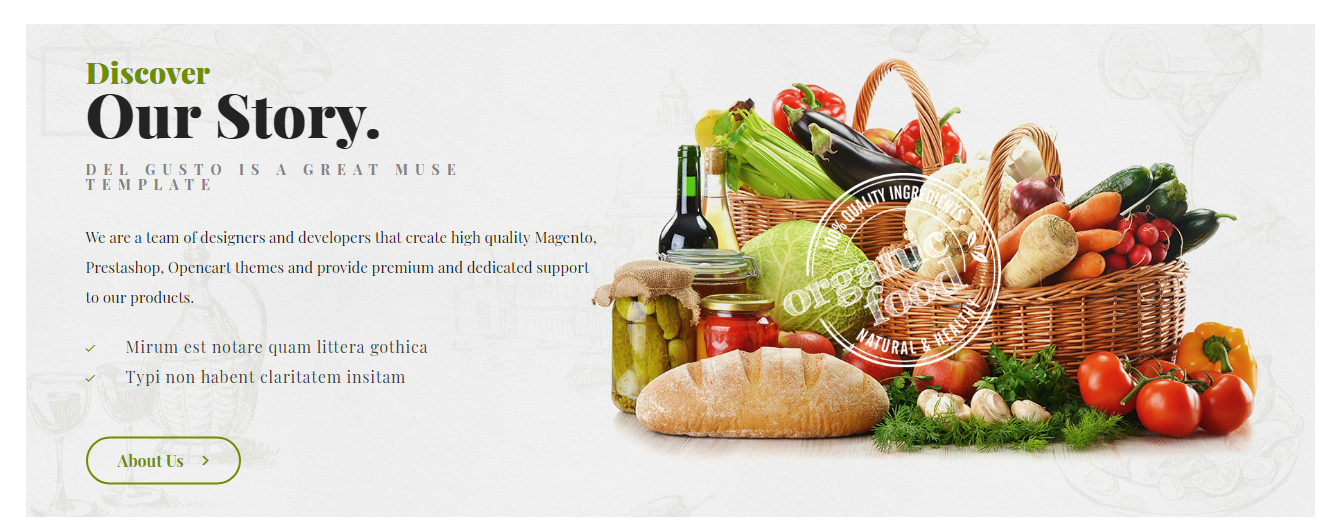 Discover
Our Story.
DEL GUSTO IS A GREAT MUSE
TEMPLATE
We are a team of designers and developers that create high quality Magento,
Prestashop, Opencart themes and provide premium and dedicated support
to our products.
Mirum est notare quam littera gothica
Typi non habent claritatem insitam
About Us
100% QUALITY INGREDIENTS
organic
food
NATURAL & HEALTHY